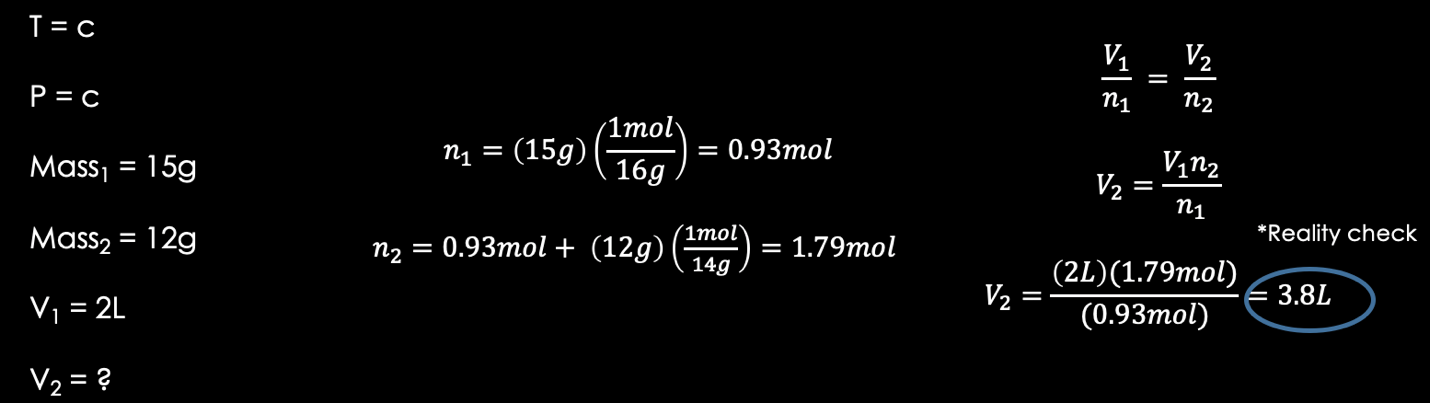 T = c
P = c
Mass₁ = 15g
Mass₂ = 12g
V₁ = 2L
V₂ = ?
n₁ = (15g) (1mol/16g) = 0.93mol
n₂ = 0.93mol + (12g) (1mol/14g) = 1.79mol
V₁/n₁ = V₂/n₂
V₂ = V₁n₂/n₁
*Reality check
V₂ = (2L)(1.79mol)/(0.93mol) = 3.8L